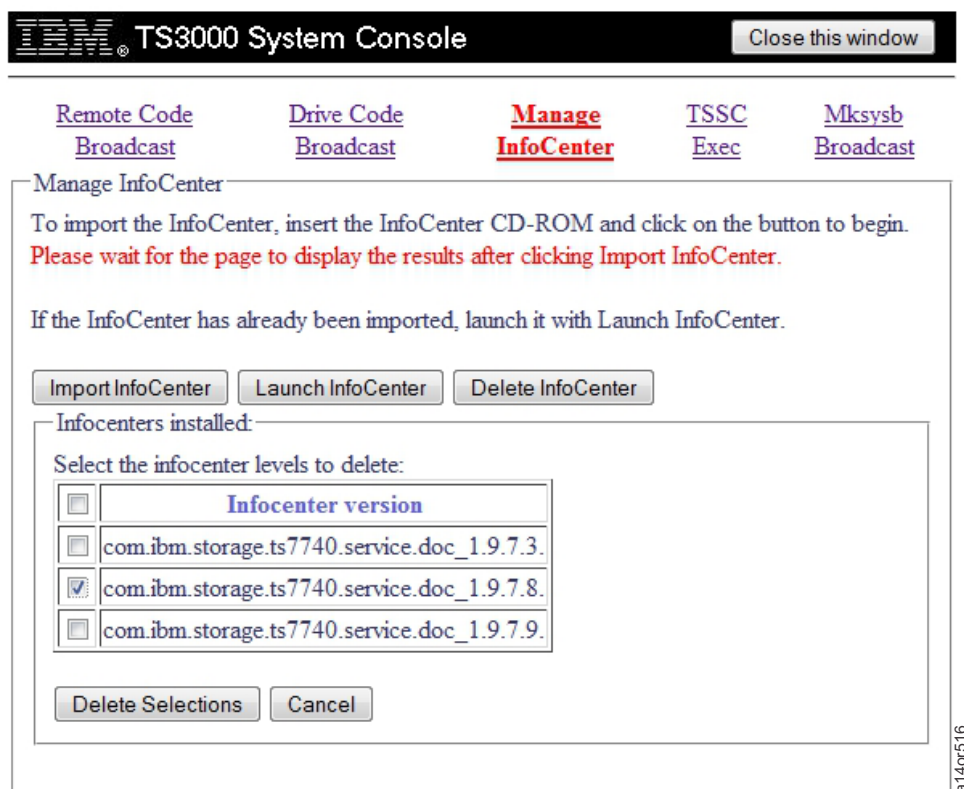 IBM® TS3000 System Console
Close this window
Remote Code Broadcast
Drive Code Broadcast
Manage InfoCenter
TSSC Exec
Mksysb Broadcast
Manage InfoCenter
To import the InfoCenter, insert the InfoCenter CD-ROM and click on the button to begin.
Please wait for the page to display the results after clicking Import InfoCenter.
If the InfoCenter has already been imported, launch it with Launch InfoCenter.
Import InfoCenter
Launch InfoCenter
Delete InfoCenter
Infocenters installed:
Select the infocenter levels to delete:
Infocenter version
com.ibm.storage.ts7740.service.doc_1.9.7.3.
com.ibm.storage.ts7740.service.doc_1.9.7.8.
com.ibm.storage.ts7740.service.doc_1.9.7.9.
Delete Selections
Cancel
a14or516